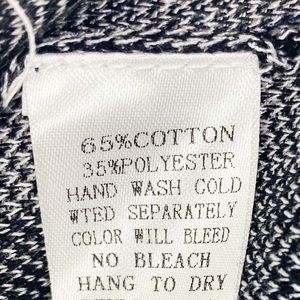 65%COTTON
35%POLYESTER
HAND WASH COLD
WTED SEPARATELY
COLOR WILL BLEED
NO BLEACH
HANG TO DRY